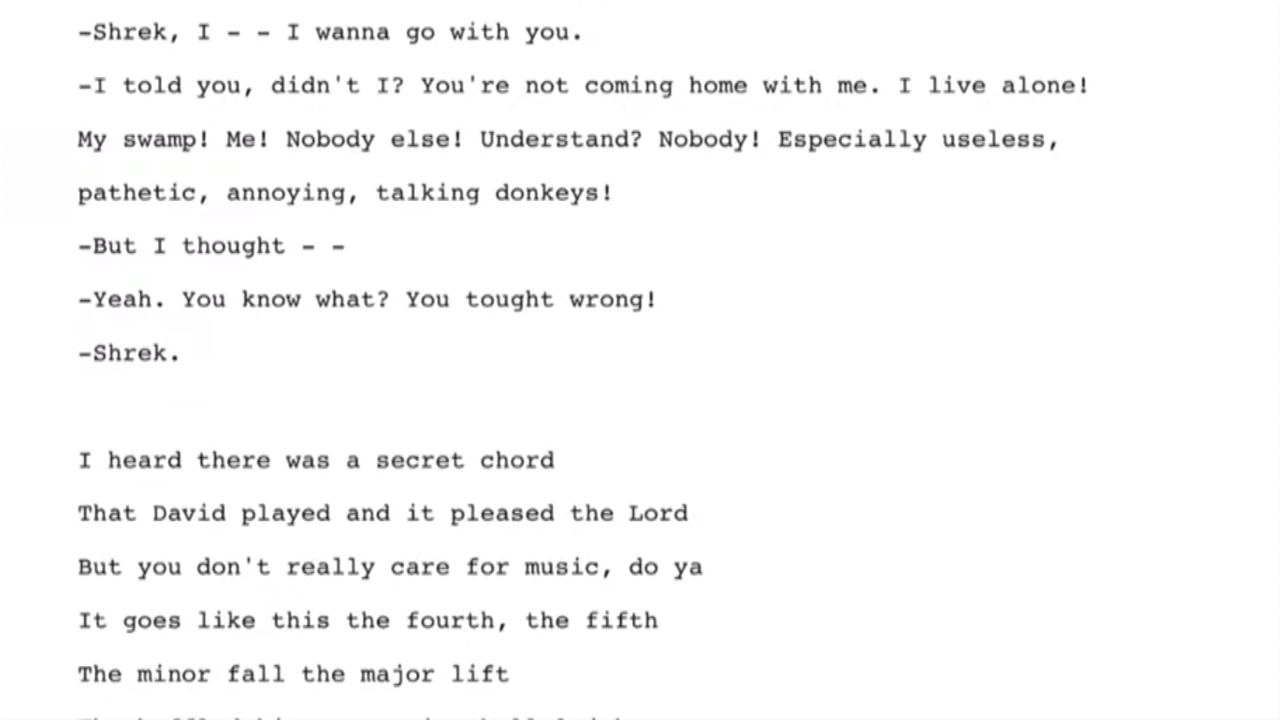 -Shrek, I - - I wanna go with you.
-I told you, didn't I? You're not coming home with me. I live alone!
My swamp! Me! Nobody else! Understand? Nobody! Especially useless,
pathetic, annoying, talking donkeys!
-But I thought - -
-Yeah. You know what? You tought wrong!
-Shrek.
I heard there was a secret chord
That David played and it pleased the Lord
But you don't really care for music, do ya
It goes like this the fourth, the fifth
The minor fall the major lift